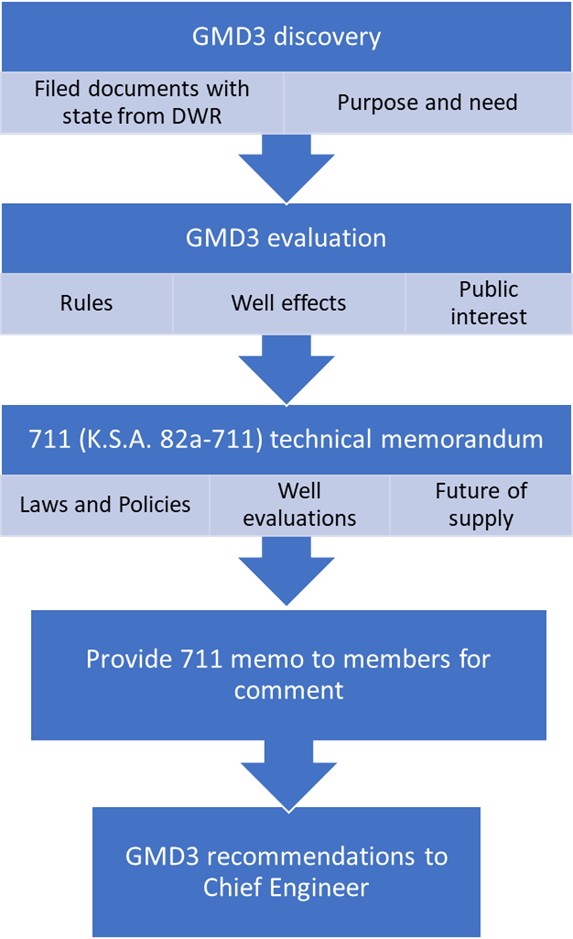 GMD3 discovery
Filed documents with
state from DWR
Purpose and need
GMD3 evaluation
Rules
Well effects
Public
interest
711 (K.S.A. 82a-711) technical memorandum
Laws and Policies
Well
evaluations
Future of
supply
Provide 711 memo to members for
comment
GMD3 recommendations to
Chief Engineer